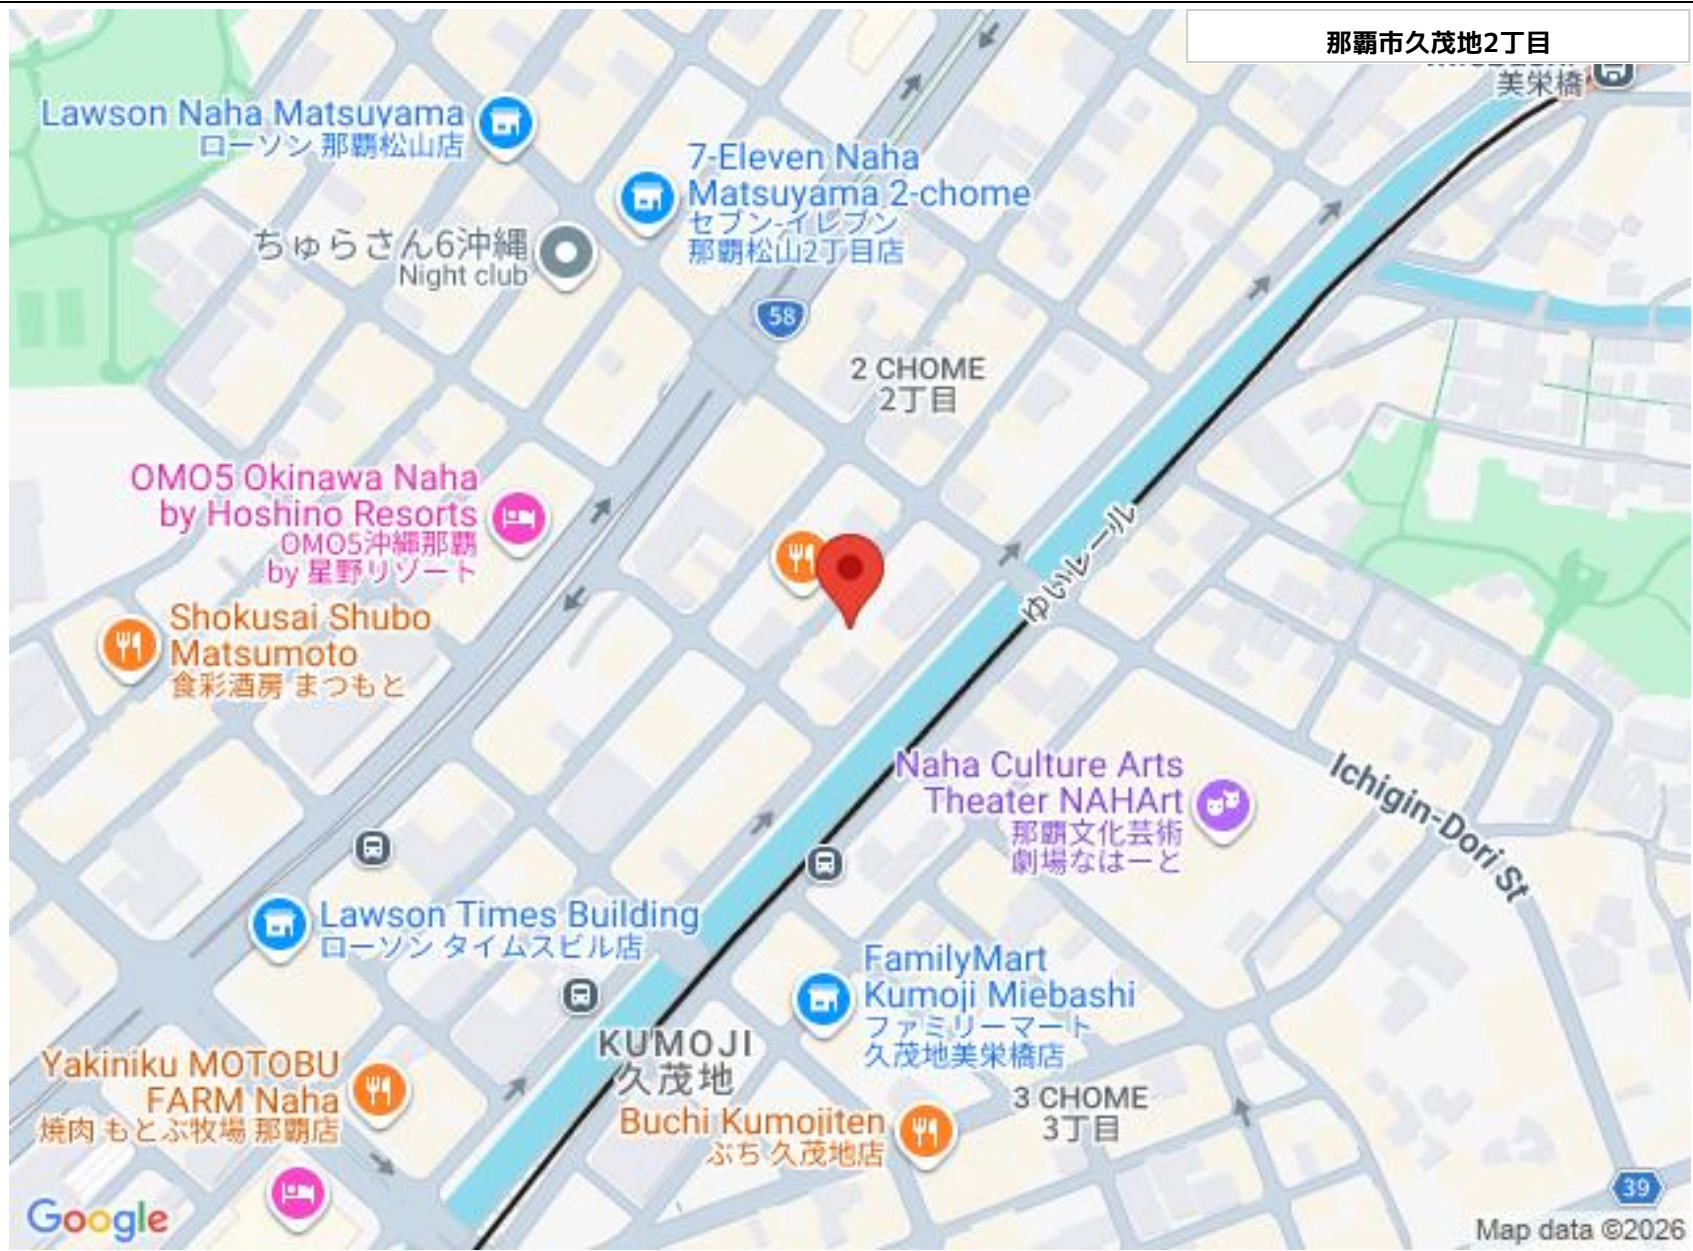 那覇市久茂地2丁目
美栄橋
Lawson Naha Matsuyama
ローソン 那覇松山店
7-Eleven Naha
Matsuyama 2-chome
セブン-イレブン
那覇松山2丁目店
ちゅらさん6沖縄
Night club
58
2 CHOME
2丁目
OMO5 Okinawa Naha
by Hoshino Resorts
OMO5沖縄那覇
by 星野リゾート
ゆいレール
Shokusai Shubo
Matsumoto
食彩酒房 まつもと
Naha Culture Arts
Theater NAHArt
那覇文化芸術
劇場なはーと
Ichigin-Dori St
Lawson Times Building
ローソン タイムスビル店
FamilyMart
Kumoji Miebashi
ファミリーマート
久茂地美栄橋店
KUMOJI
久茂地
Yakiniku MOTOBU
FARM Naha
焼肉 もとぶ牧場 那覇店
Buchi Kumojiten
ぶち 久茂地店
3 CHOME
3丁目
39
Google
Map data ©2026